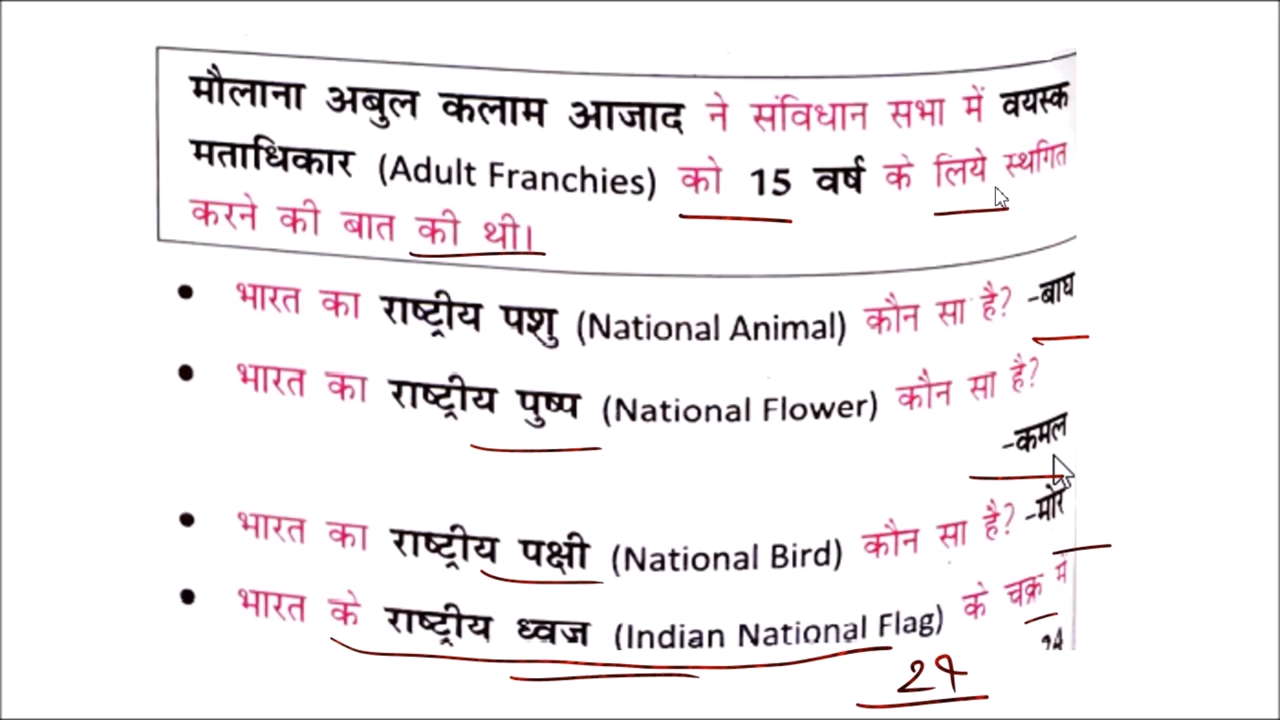 मौलाना अबुल कलाम आजाद ने संविधान सभा में वयस्क
मताधिकार (Adult Franchies) को 15 वर्ष के लिये स्थगित
करने की बात की थी।
• भारत का राष्ट्रीय पशु (National Animal) कौन सा है? -बाघ
• भारत का राष्ट्रीय पुष्प (National Flower) कौन सा है?
-कमल
• भारत का राष्ट्रीय पक्षी (National Bird) कौन सा है? -मोर
• भारत के राष्ट्रीय ध्वज (Indian National Flag) के चक्र में
24